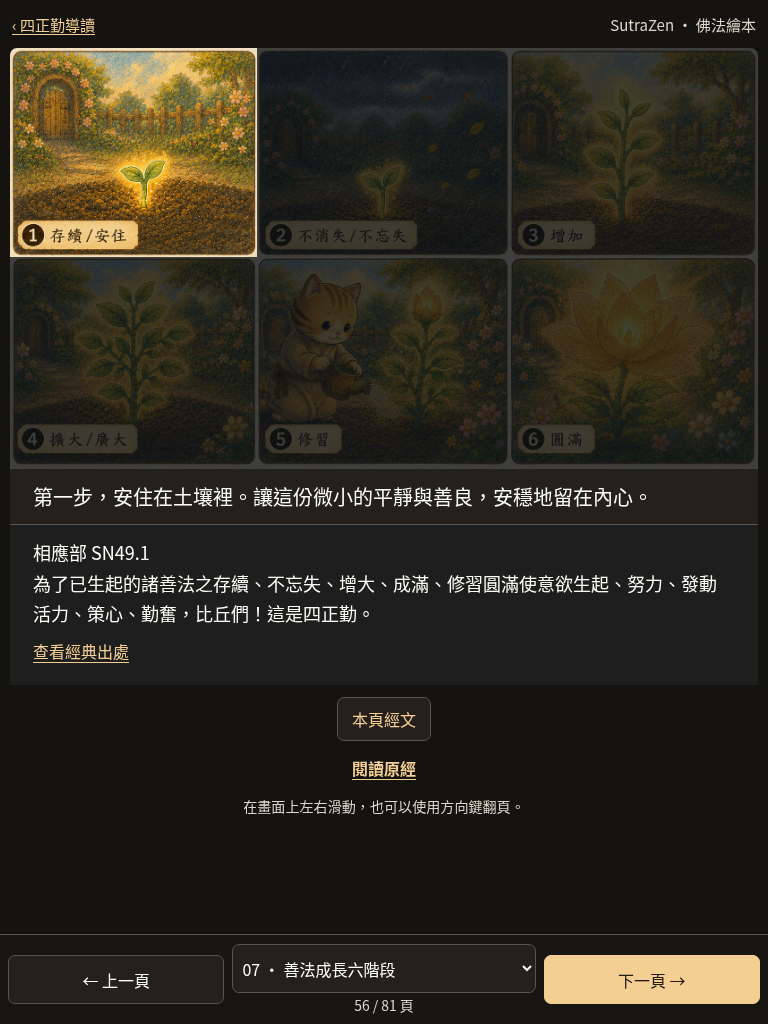 ‹ 四正勤導讀
SutraZen · 佛法繪本
1 存續/安住
2 不消失/不忘失
3 增加
4 擴大/廣大
5 修習
6 圓滿
第一步，安住在土壤裡。讓這份微小的平靜與善良，安穩地留在內心。
相應部 SN49.1
為了已生起的諸善法之存續、不忘失、增大、成滿、修習圓滿使意欲生起、努力、發動
活力、策心、勤奮，比丘們！這是四正勤。
查看經典出處
本頁經文
閱讀原經
在畫面上左右滑動，也可以使用方向鍵翻頁。
← 上一頁
07 · 善法成長六階段
下一頁 →
56 / 81 頁